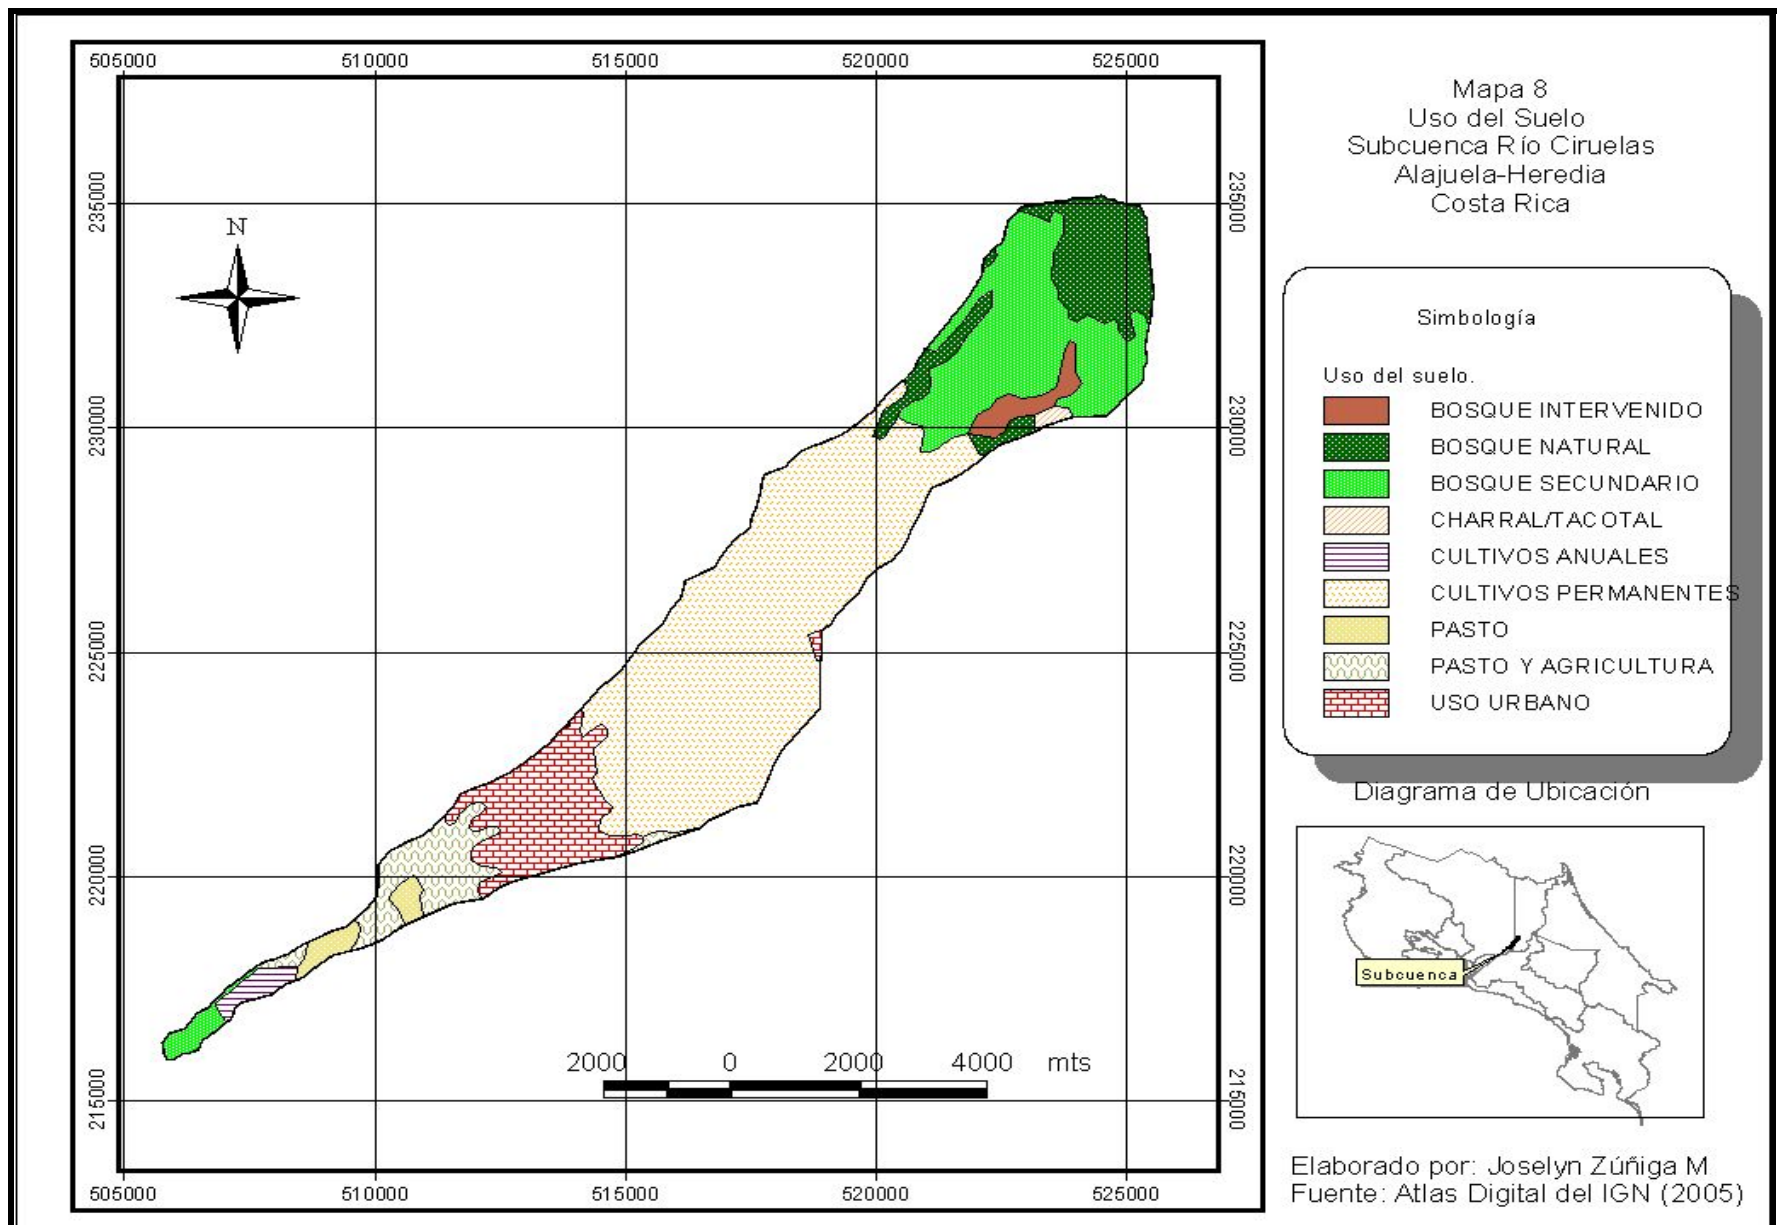 505000 510000 515000 520000 525000
Mapa 8
Uso del Suelo
Subcuenca Río Ciruelas
Alajuela-Heredia
Costa Rica
235000 235000
N
230000 230000
225000 225000
220000 220000
215000 215000
2000 0 2000 4000 mts
505000 510000 515000 520000 525000
Simbología
Uso del suelo.
BOSQUE INTERVENIDO
BOSQUE NATURAL
BOSQUE SECUNDARIO
CHARRAL/TACOTAL
CULTIVOS ANUALES
CULTIVOS PERMANENTES
PASTO
PASTO Y AGRICULTURA
USO URBANO
Diagrama de Ubicación
Subcuenca
Elaborado por: Joselyn Zúñiga M
Fuente: Atlas Digital del IGN (2005)